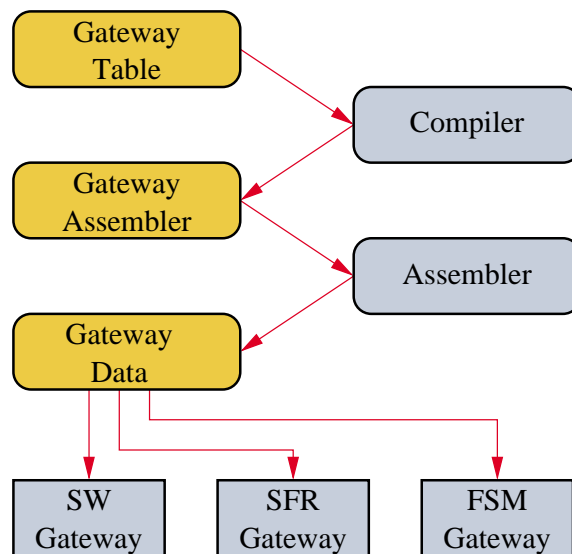 Gateway
Table
Compiler
Gateway
Assembler
Assembler
Gateway
Data
SW
Gateway
SFR
Gateway
FSM
Gateway